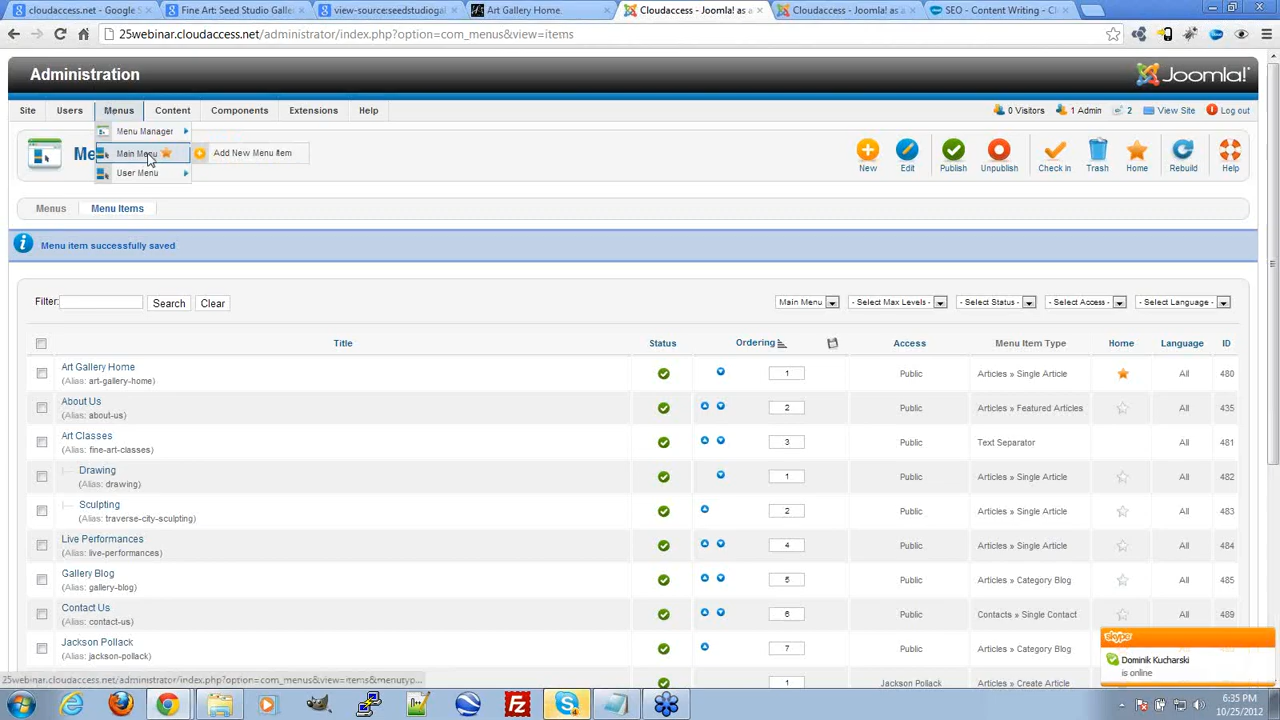 cloudaccess.net - Google S
Fine Art: Seed Studio Galle
view-source:seedstudiogal
Art Gallery Home
Cloudaccess - Joomla! as a
Cloudaccess - Joomla! as a
SEO - Content Writing - Cl
25webinar.cloudaccess.net/administrator/index.php?option=com_menus&view=items
Administration
Joomla!
Site Users Menus Content Components Extensions Help
0 Visitors 1 Admin 2 View Site Log out
Menu Manager
Me
Main Menu Add New Menu Item
User Menu
New Edit Publish Unpublish Check in Trash Home Rebuild Help
Menus Menu Items
Menu item successfully saved
Filter: Search Clear
Main Menu - Select Max Levels - - Select Status - - Select Access - - Select Language -
Title Status Ordering Access Menu Item Type Home Language ID
Art Gallery Home
(Alias: art-gallery-home)
1 Public Articles » Single Article All 480
About Us
(Alias: about-us)
2 Public Articles » Featured Articles All 435
Art Classes
(Alias: fine-art-classes)
3 Public Text Separator All 481
Drawing
(Alias: drawing)
1 Public Articles » Single Article All 482
Sculpting
(Alias: traverse-city-sculpting)
2 Public Articles » Single Article All 483
Live Performances
(Alias: live-performances)
4 Public Articles » Single Article All 484
Gallery Blog
(Alias: gallery-blog)
5 Public Articles » Category Blog All 485
Contact Us
(Alias: contact-us)
6 Public Contacts » Single Contact All 489
Jackson Pollack
(Alias: jackson-pollack)
7 Public Articles » Category Blog
1 Jackson Pollack Articles » Create Article
skype
Dominik Kucharski
is online
25webinar.cloudaccess.net/administrator/index.php?option=com_menus&view=items&menutyp...
6:35 PM
10/25/2012